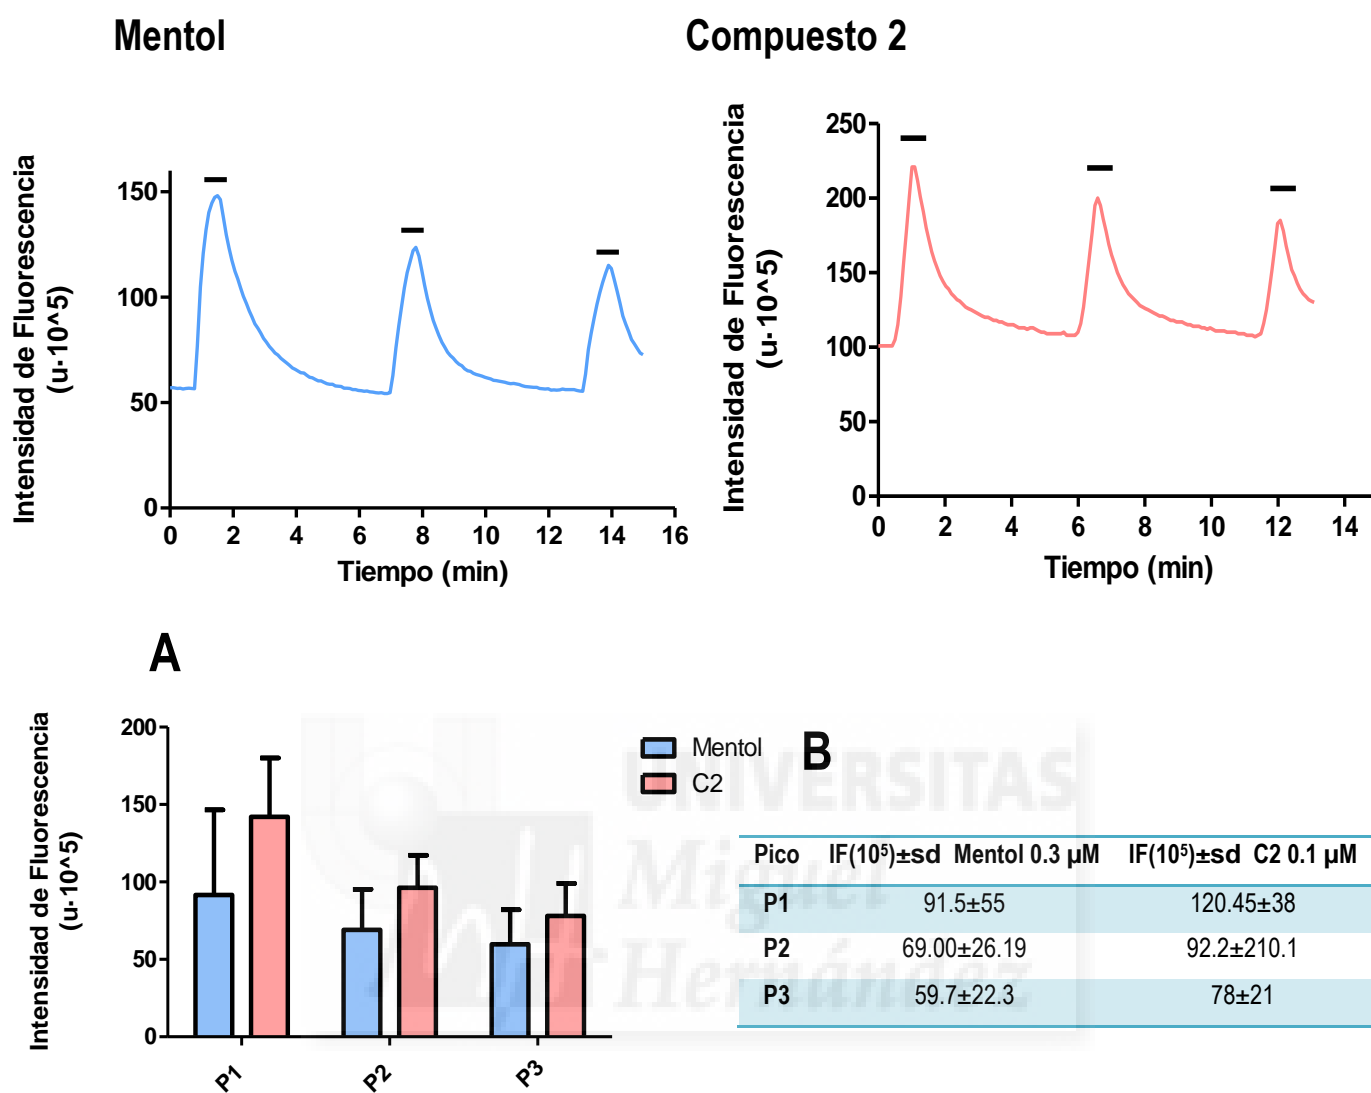 Mentol
Compuesto 2
Intensidad de Fluorescencia
(u·10^5)
150
100
50
0
0 2 4 6 8 10 12 14 16
Tiempo (min)
Intensidad de Fluorescencia
(u·10^5)
250
200
150
100
50
0
0 2 4 6 8 10 12 14
Tiempo (min)
A
Intensidad de Fluorescencia
(u·10^5)
200
150
100
50
0
P1 P2 P3
Mentol
C2
B
UNIVERSITAS
Miguel
Hernández
Pico IF(10⁵)±sd Mentol 0.3 µM IF(10⁵)±sd C2 0.1 µM
P1 91.5±55 120.45±38
P2 69.00±26.19 92.2±210.1
P3 59.7±22.3 78±21